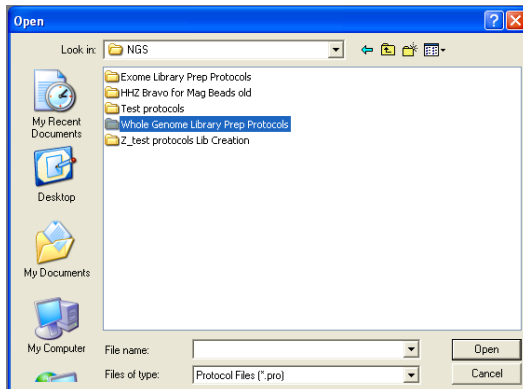 Open
Look in: NGS
Exome Library Prep Protocols
HHZ Bravo for Mag Beads old
Test protocols
Whole Genome Library Prep Protocols
Z_test protocols Lib Creation
My Recent
Documents
Desktop
My Documents
My Computer
File name:
Open
Files of type: Protocol Files (*.pro)
Cancel